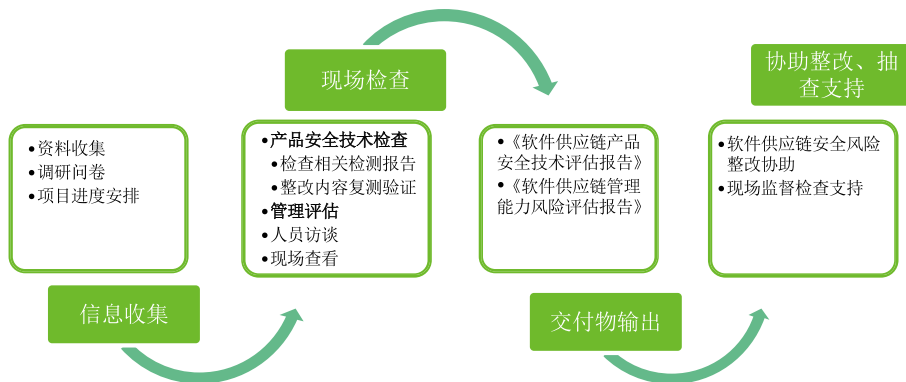 信息收集
•资料收集
•调研问卷
•项目进度安排
现场检查
•产品安全技术检查
•检查相关检测报告
•整改内容复测验证
•管理评估
•人员访谈
•现场查看
交付物输出
•《软件供应链产品
安全技术评估报告》
•《软件供应链管理
能力风险评估报告》
协助整改、抽
查支持
•软件供应链安全风险
整改协助
•现场监督检查支持